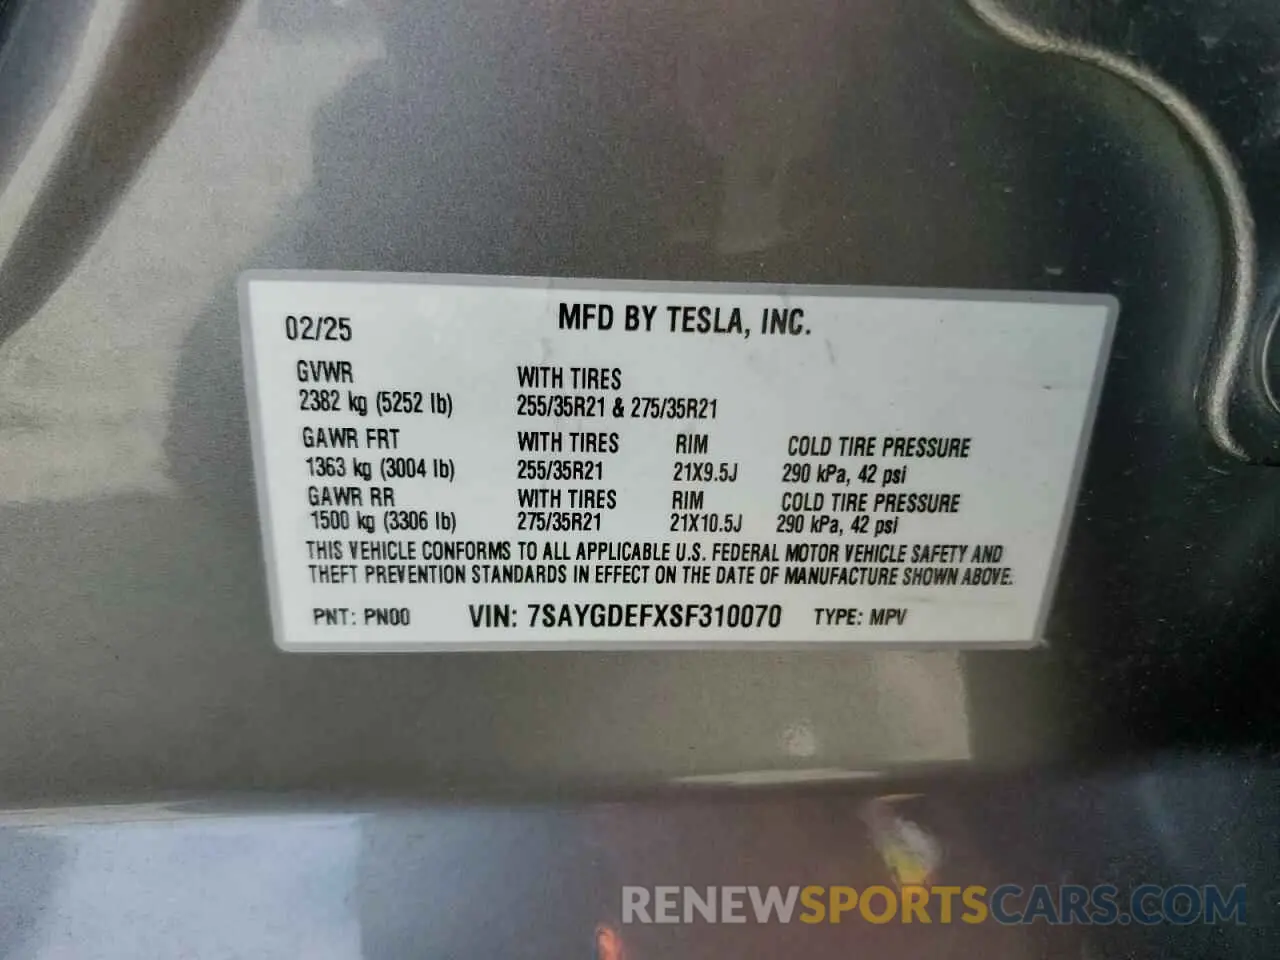 MFD BY TESLA, INC.
02/25
GVWR WITH TIRES
2382 kg (5252 lb) 255/35R21 & 275/35R21
GAWR FRT WITH TIRES RIM COLD TIRE PRESSURE
1363 kg (3004 lb) 255/35R21 21X9.5J 290 kPa, 42 psi
GAWR RR WITH TIRES RIM COLD TIRE PRESSURE
1500 kg (3306 lb) 275/35R21 21X10.5J 290 kPa, 42 psi
THIS VEHICLE CONFORMS TO ALL APPLICABLE U.S. FEDERAL MOTOR VEHICLE SAFETY AND
THEFT PREVENTION STANDARDS IN EFFECT ON THE DATE OF MANUFACTURE SHOWN ABOVE.
PNT: PN00 VIN: 7SAYGDEFXSF310070 TYPE: MPV
RENEWSPORTSCARS.COM